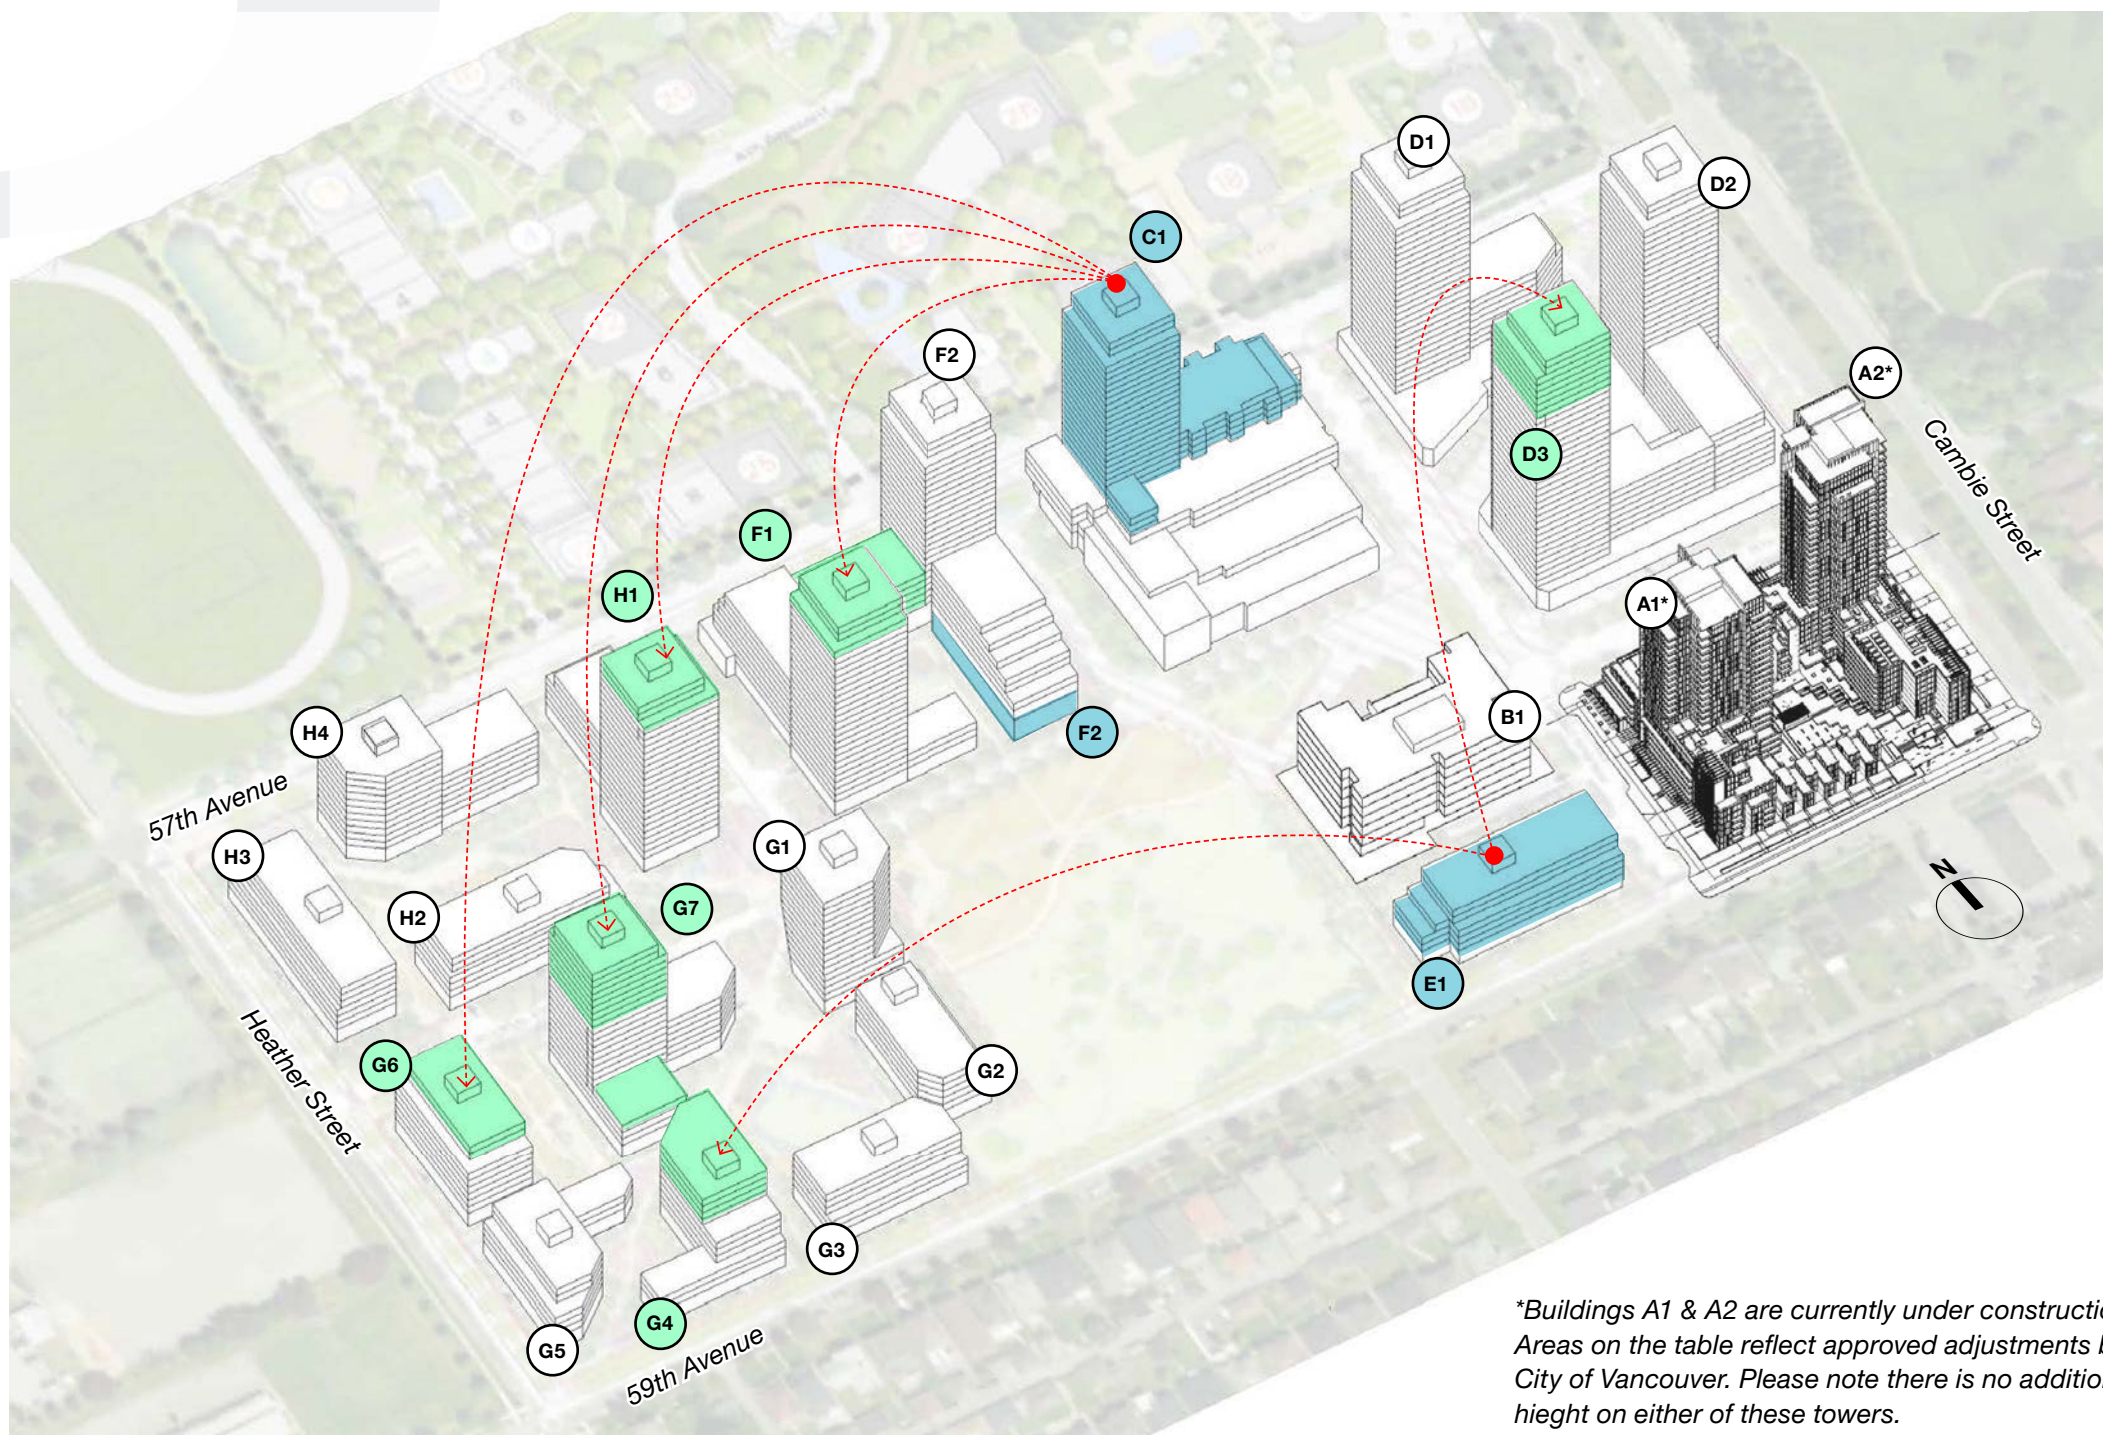 D1
D2
C1
F2
A2*
Cambie Street
D3
F1
H1
A1*
H4
B1
F2
57th Avenue
H3
G1
H2
G7
E1
Heather Street
G6
G2
G3
G4
G5
59th Avenue
N
*Buildings A1 & A2 are currently under constructio
Areas on the table reflect approved adjustments b
City of Vancouver. Please note there is no addition
hieght on either of these towers.